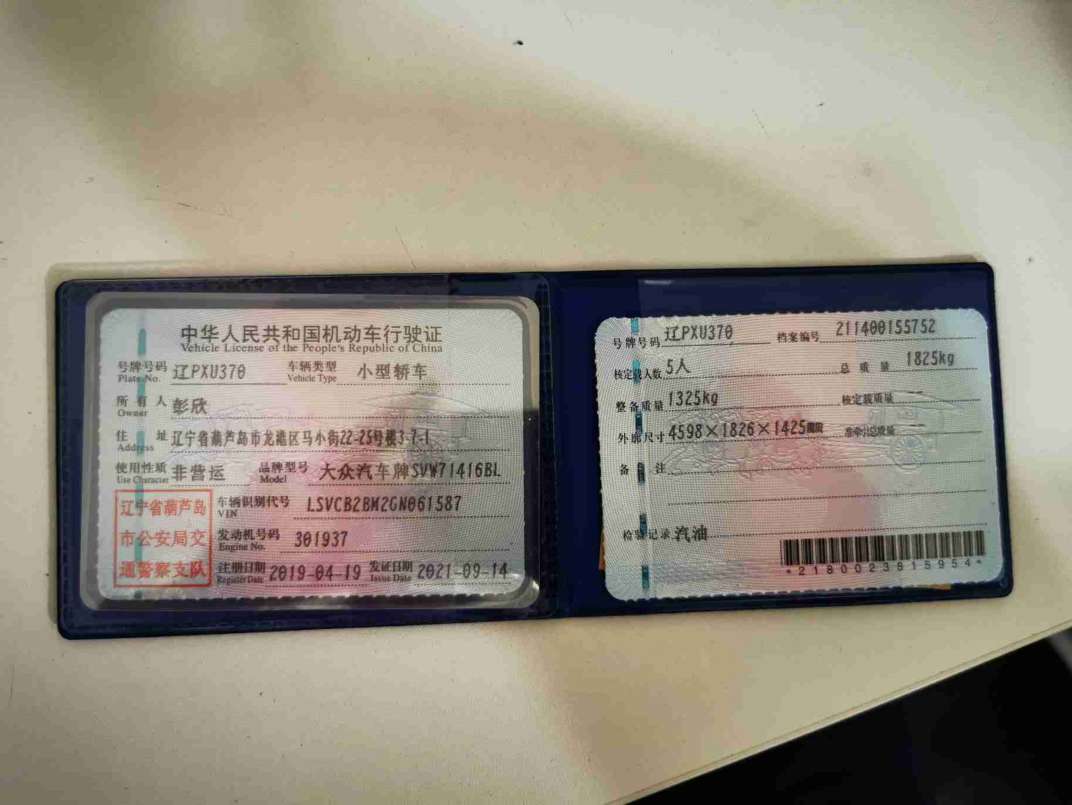 中华人民共和国机动车行驶证
Vehicle License of the People's Republic of China
号牌号码 辽PXU370 车辆类型 小型轿车
Plate No. Vehicle Type
所有人 彭欣
Owner
住址 辽宁省葫芦岛市龙港区马小街22-25号楼3-7-1
Address
使用性质 非营运 品牌型号 大众汽车牌SVW71416BL
Use Character Model
辽宁省葫芦岛
市公安局交
通警察支队
车辆识别代号 LSVCB2BM2GN061587
VIN
发动机号码 301937
Engine No.
注册日期 2019-04-19 发证日期 2021-09-14
Register Date Issue Date
号牌号码 辽PXU370 档案编号 211400155752
核定载人数 5人 总质量 1825kg
整备质量 1325kg 核定载质量 --
外廓尺寸 4598×1826×1425mm 准牵引总质量 --
备注
检验记录 汽油
*2180023915954*